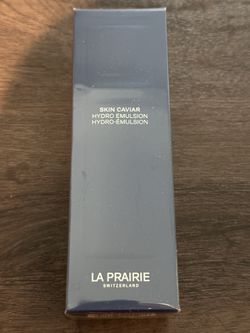 SKIN CAVIAR
HYDRO EMULSION
HYDRO-ÉMULSION
LA PRAIRIE
SWITZERLAND